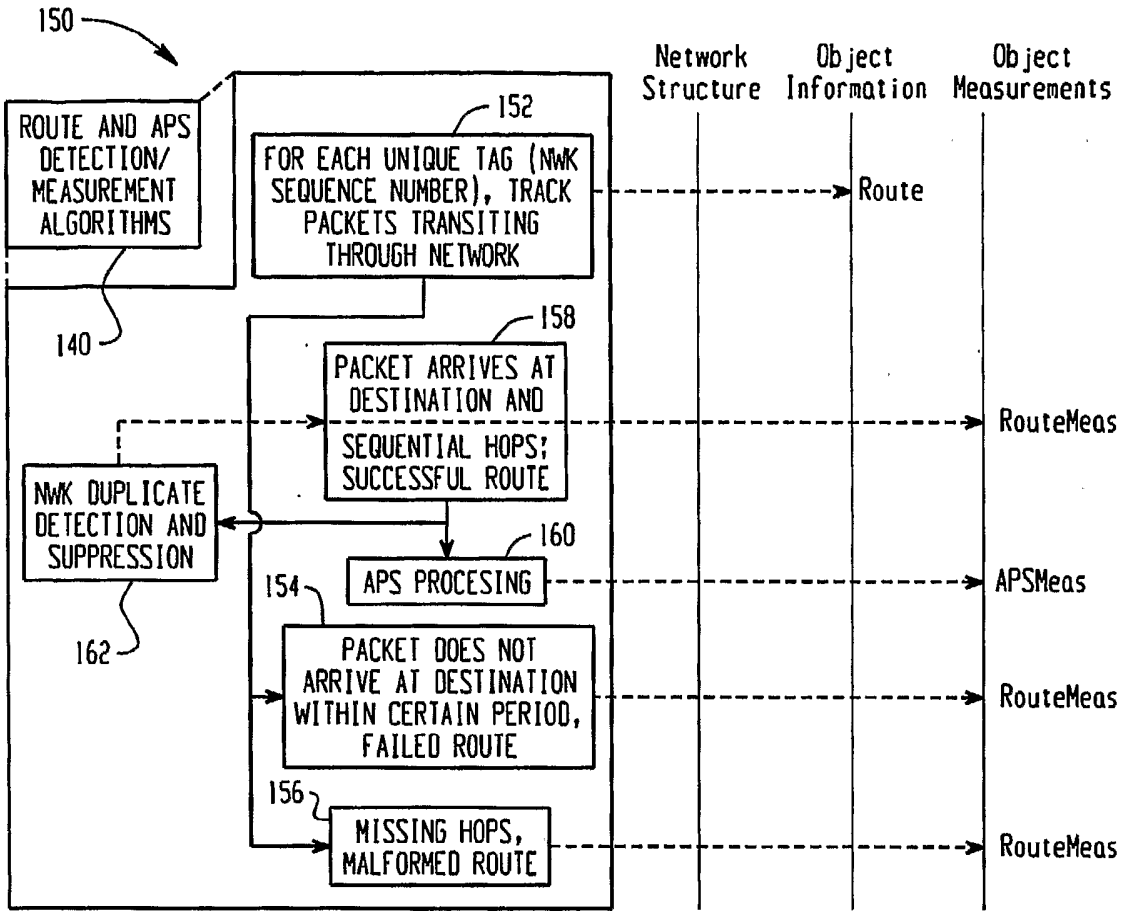 150
Network
Structure
Object
Information
Object
Measurements
ROUTE AND APS
DETECTION/
MEASUREMENT
ALGORITHMS
140
152
FOR EACH UNIQUE TAG (NWK
SEQUENCE NUMBER), TRACK
PACKETS TRANSITING
THROUGH NETWORK
Route
158
PACKET ARRIVES AT
DESTINATION AND
SEQUENTIAL HOPS;
SUCCESSFUL ROUTE
RouteMeas
NWK DUPLICATE
DETECTION AND
SUPPRESSION
162
160
APS PROCESING
APSMeas
154
PACKET DOES NOT
ARRIVE AT DESTINATION
WITHIN CERTAIN PERIOD,
FAILED ROUTE
RouteMeas
156
MISSING HOPS,
MALFORMED ROUTE
RouteMeas